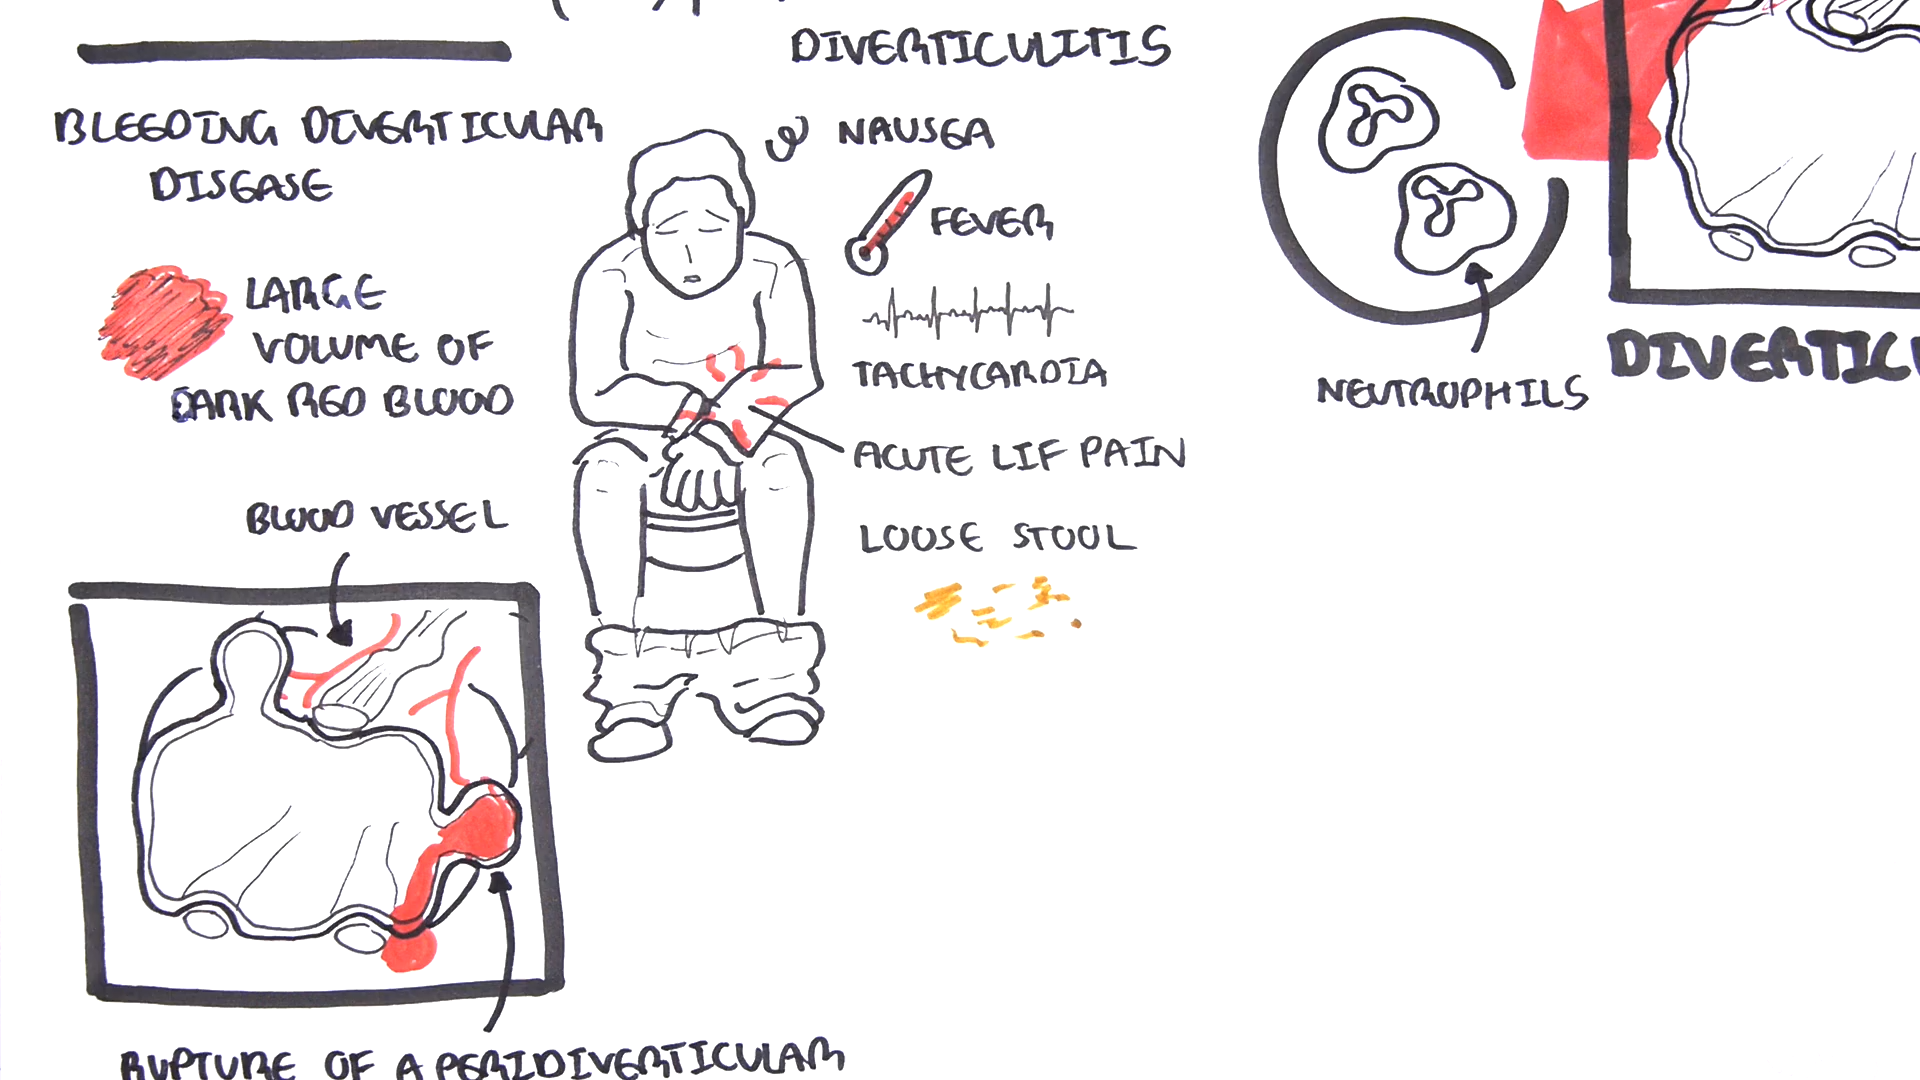 DIVERTICULITIS
BLEEDING DIVERTICULAR
DISEASE
NAUSEA
FEVER
LARGE
VOLUME OF
DARK RED BLOOD
TACHYCARDIA
ACUTE LIF PAIN
LOOSE STOOL
BLOOD VESSEL
RUPTURE OF A PERIDIVERTICULAR
NEUTROPHILS
DIVERTIC